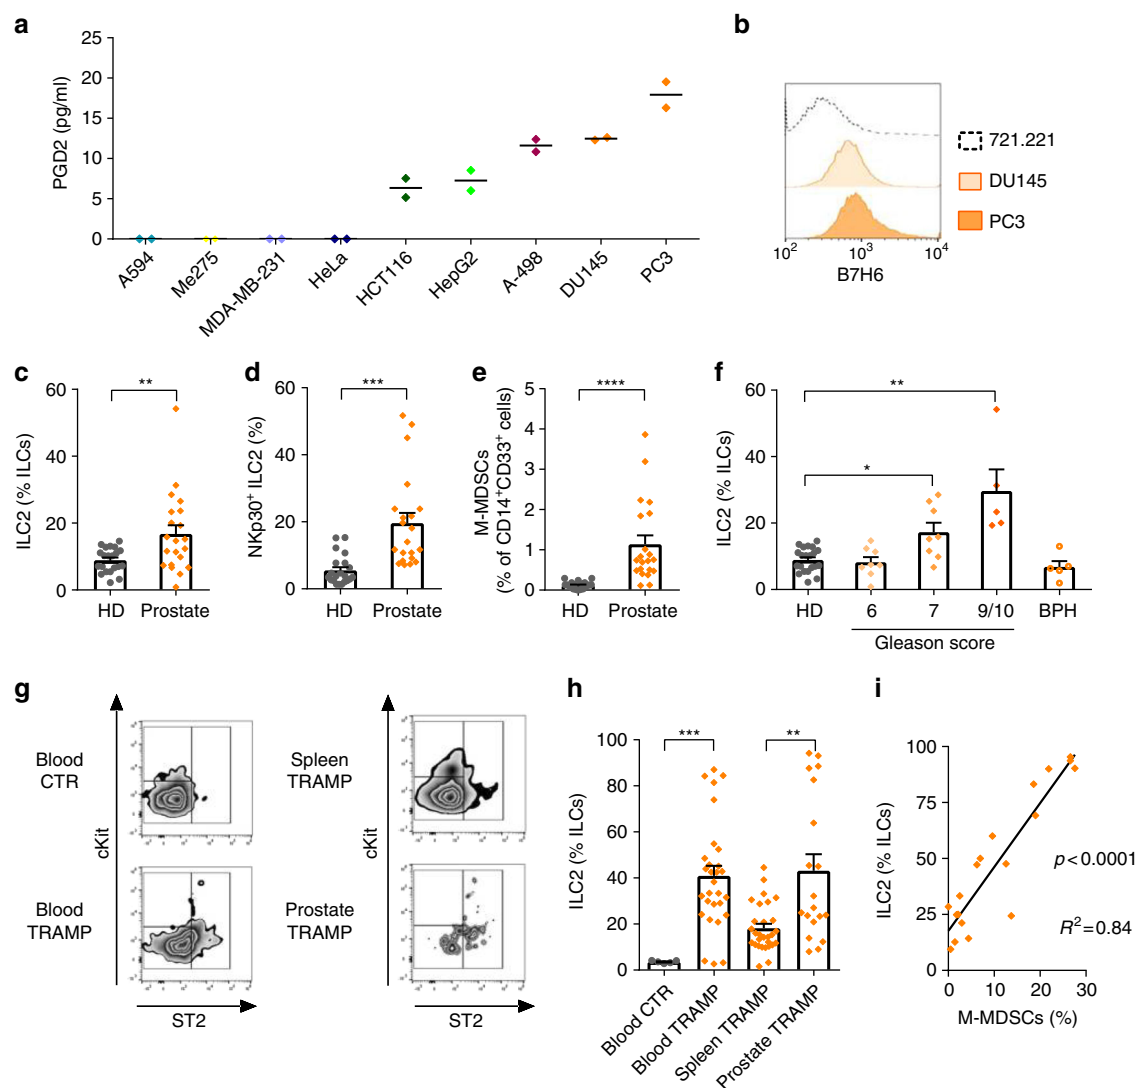 a
25
20
15
10
5
0
PGD2 (pg/ml)
A594
Me275
MDA-MB-231
HeLa
HCT116
HepG2
A-498
DU145
PC3
b
721.221
DU145
PC3
10² 10³ 10⁴
B7H6
c
**
60
40
20
0
ILC2 (% ILCs)
HD Prostate
d
***
60
40
20
0
NKp30⁺ ILC2 (%)
HD Prostate
e
****
5
4
3
2
1
0
M-MDSCs
(% of CD14⁺CD33⁺ cells)
HD Prostate
f
**
*
60
40
20
0
ILC2 (% ILCs)
HD 6 7 9/10 BPH
Gleason score
g
Blood
CTR
Spleen
TRAMP
Blood
TRAMP
Prostate
TRAMP
cKit
cKit
ST2
ST2
h
*** **
100
80
60
40
20
0
ILC2 (% ILCs)
Blood CTR
Blood TRAMP
Spleen TRAMP
Prostate TRAMP
i
100
75
50
25
0
ILC2 (% ILCs)
p<0.0001
R²=0.84
0 10 20 30
M-MDSCs (%)